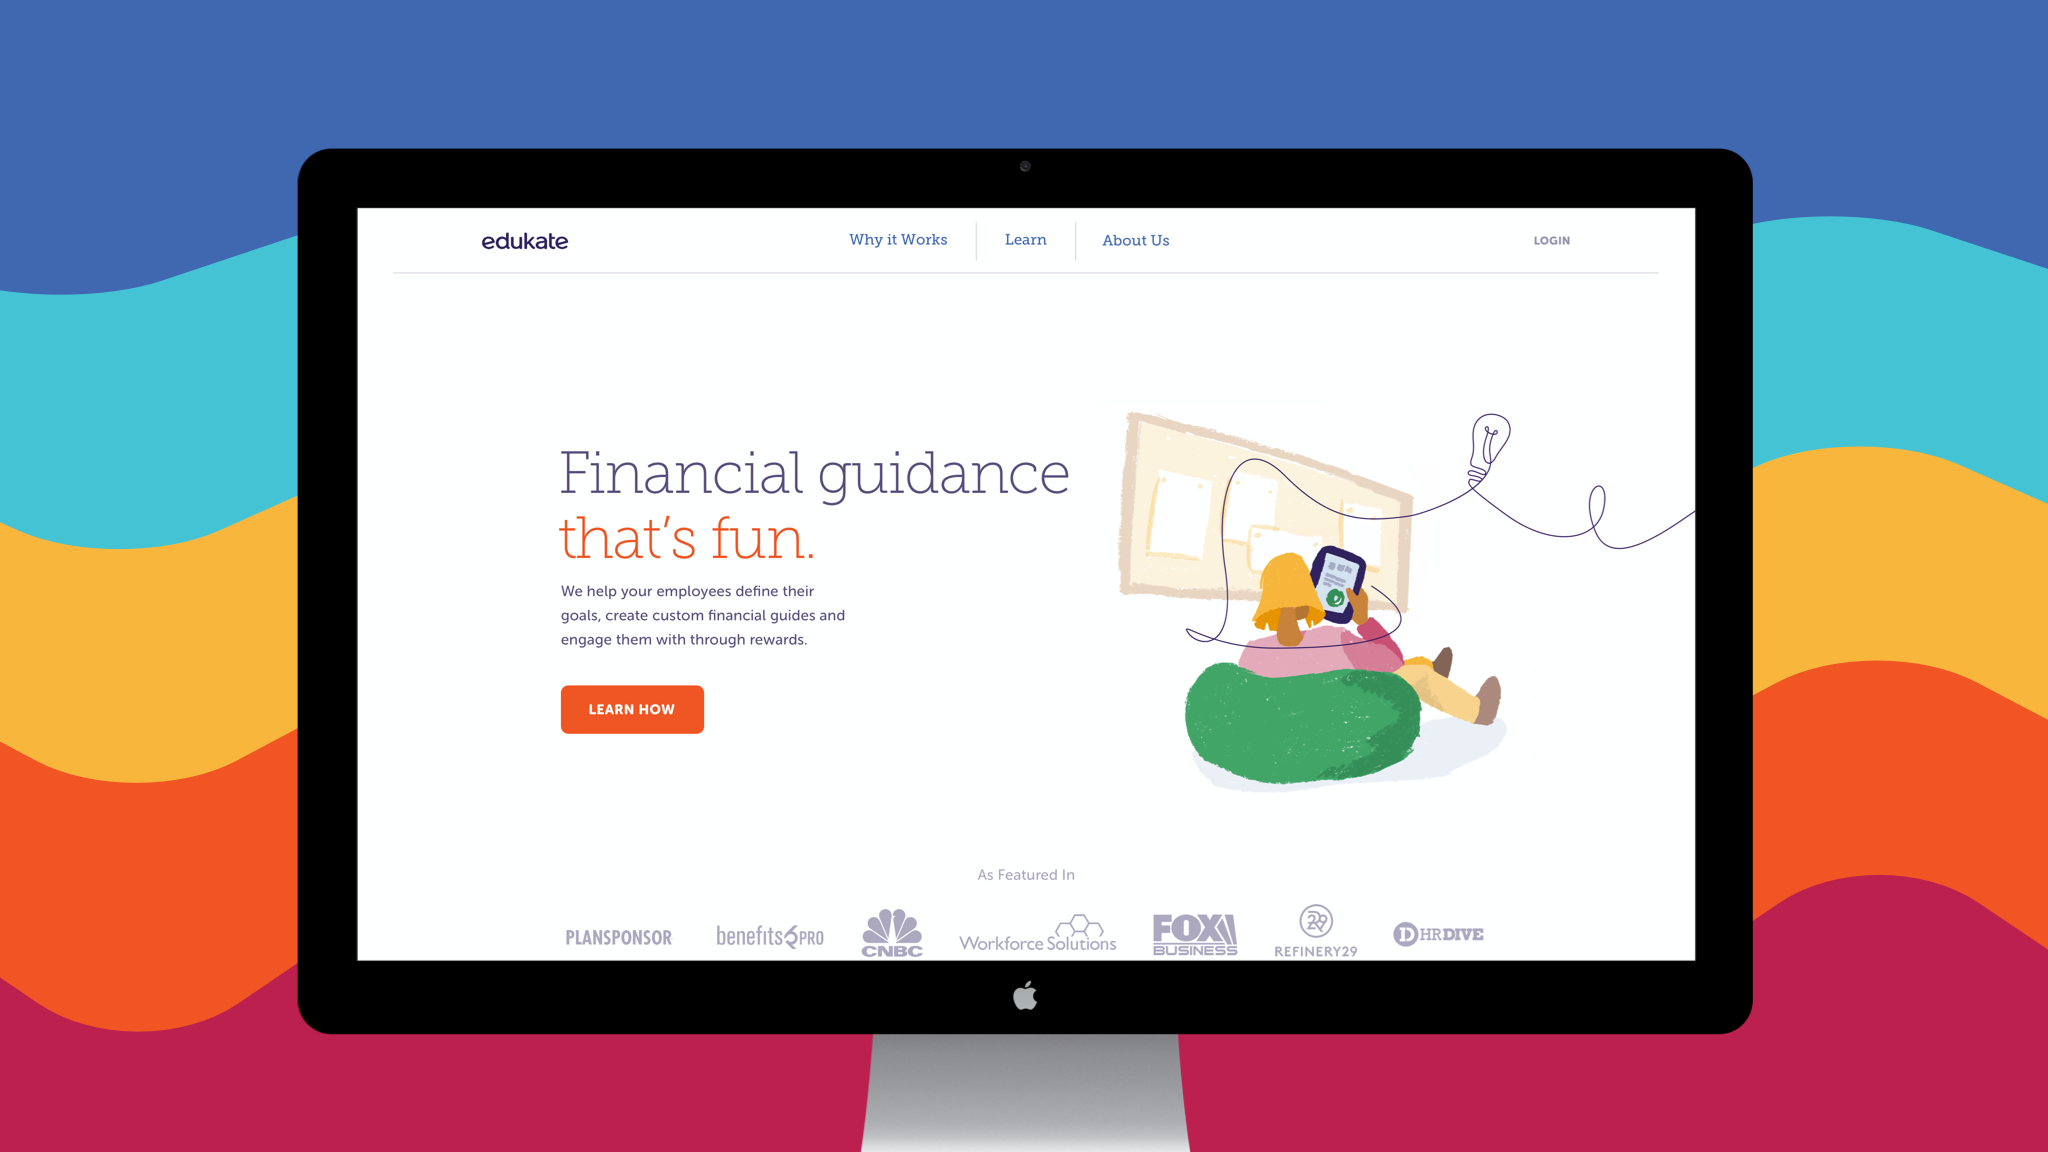 edukate
Why it Works
Learn
About Us
LOGIN
Financial guidance
that's fun.
We help your employees define their
goals, create custom financial guides and
engage them with through rewards.
LEARN HOW
As Featured In
PLANSPONSOR
benefitsPRO
CNBC
Workforce Solutions
FOX
BUSINESS
R29
REFINERY29
D HRDIVE